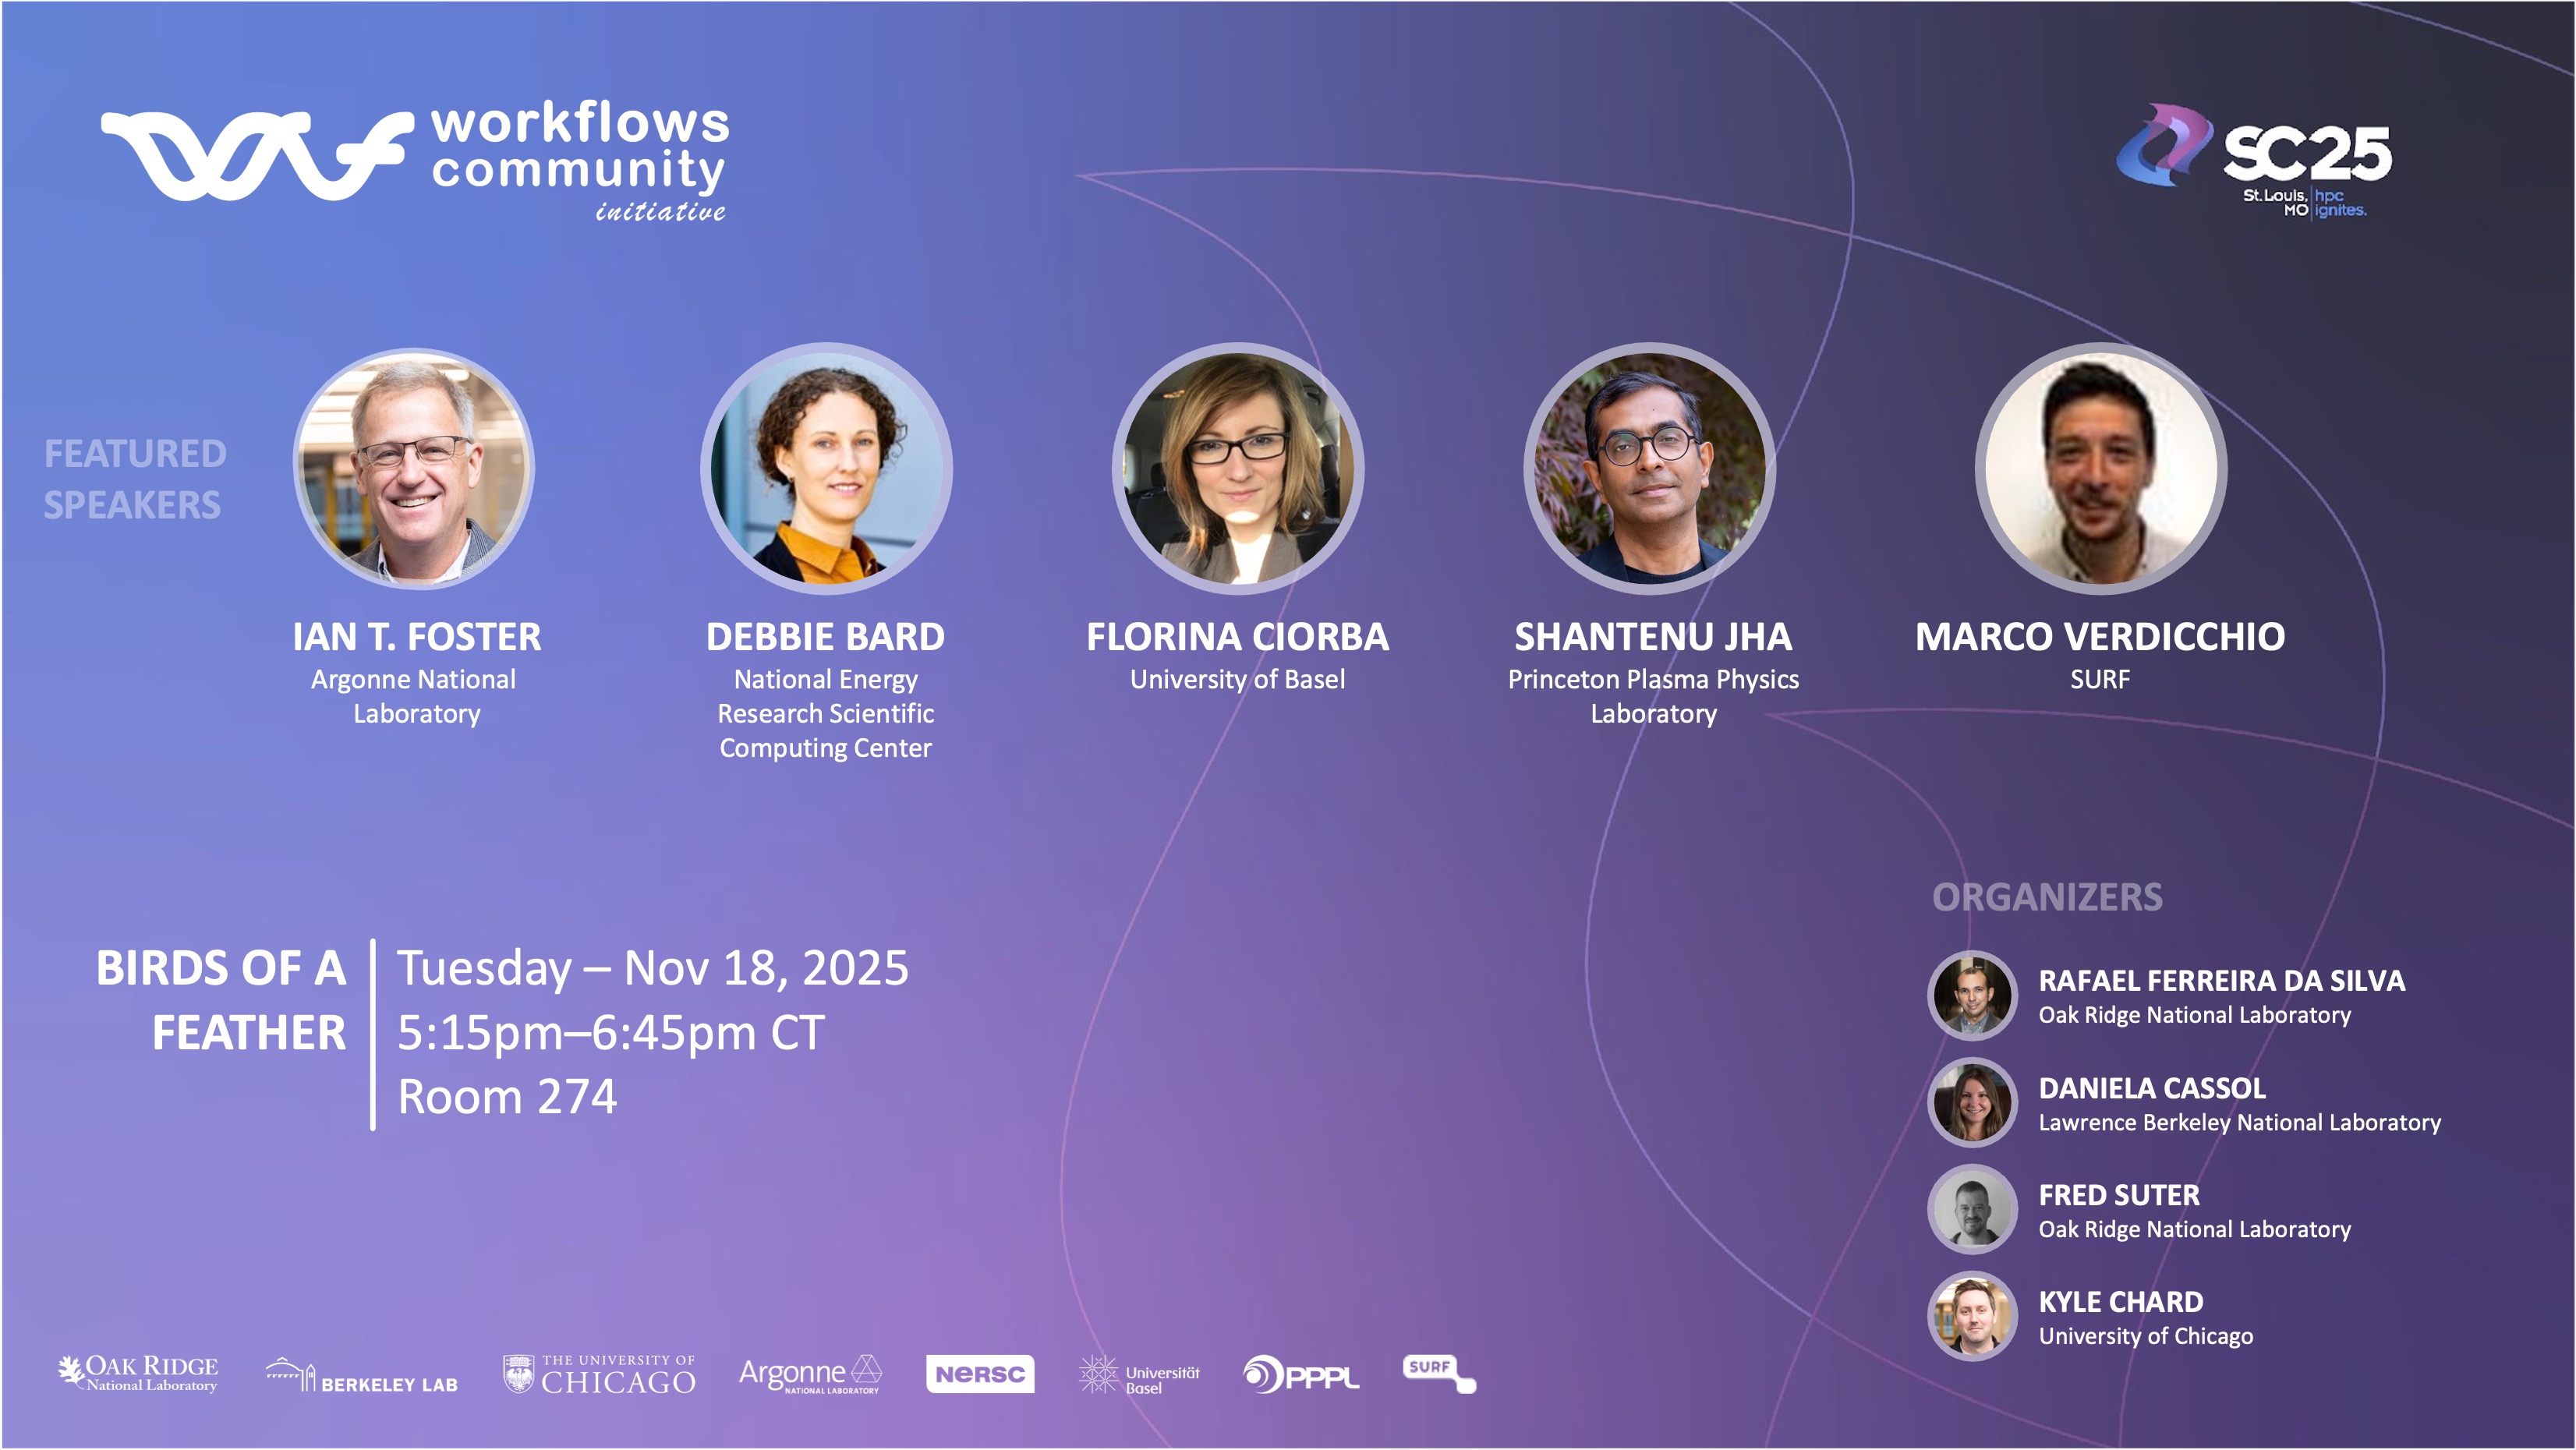 workflows
community
initiative
SC25
St. Louis, hpc
MO ignites.
FEATURED
SPEAKERS
IAN T. FOSTER
Argonne National
Laboratory
DEBBIE BARD
National Energy
Research Scientific
Computing Center
FLORINA CIORBA
University of Basel
SHANTENU JHA
Princeton Plasma Physics
Laboratory
MARCO VERDICCHIO
SURF
BIRDS OF A
FEATHER
Tuesday – Nov 18, 2025
5:15pm–6:45pm CT
Room 274
ORGANIZERS
RAFAEL FERREIRA DA SILVA
Oak Ridge National Laboratory
DANIELA CASSOL
Lawrence Berkeley National Laboratory
FRED SUTER
Oak Ridge National Laboratory
KYLE CHARD
University of Chicago
OAK RIDGE
National Laboratory
BERKELEY LAB
THE UNIVERSITY OF
CHICAGO
Argonne
NATIONAL LABORATORY
NERSC
Universität
Basel
PPPL
SURF